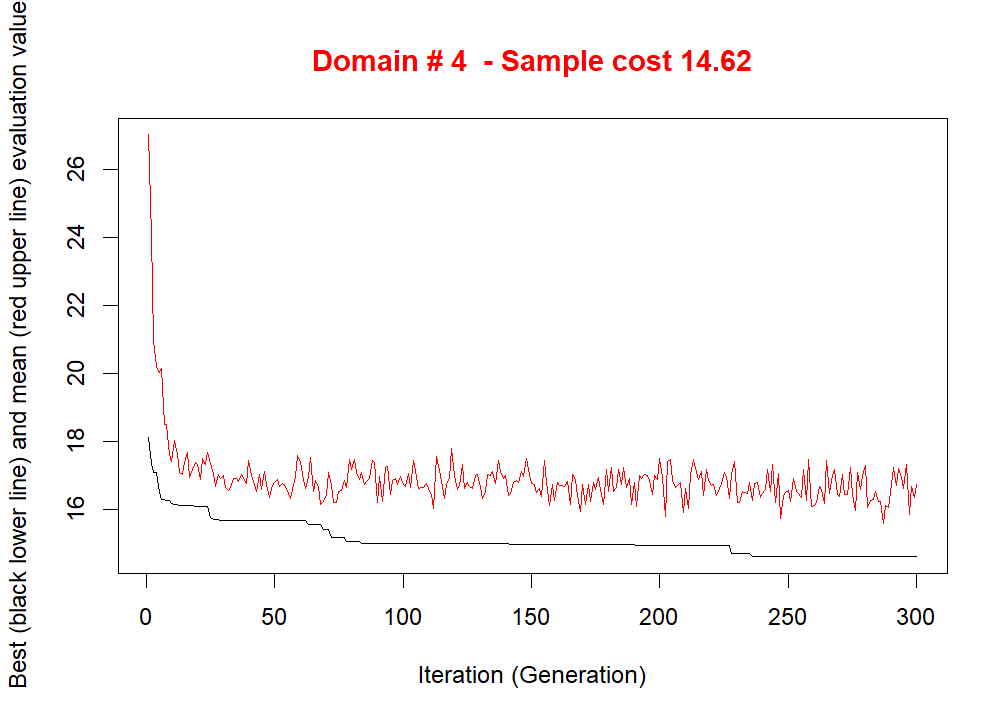 Domain # 4  - Sample cost 14.62
Best (black lower line) and mean (red upper line) evaluation value
26
24
22
20
18
16
0 50 100 150 200 250 300
Iteration (Generation)